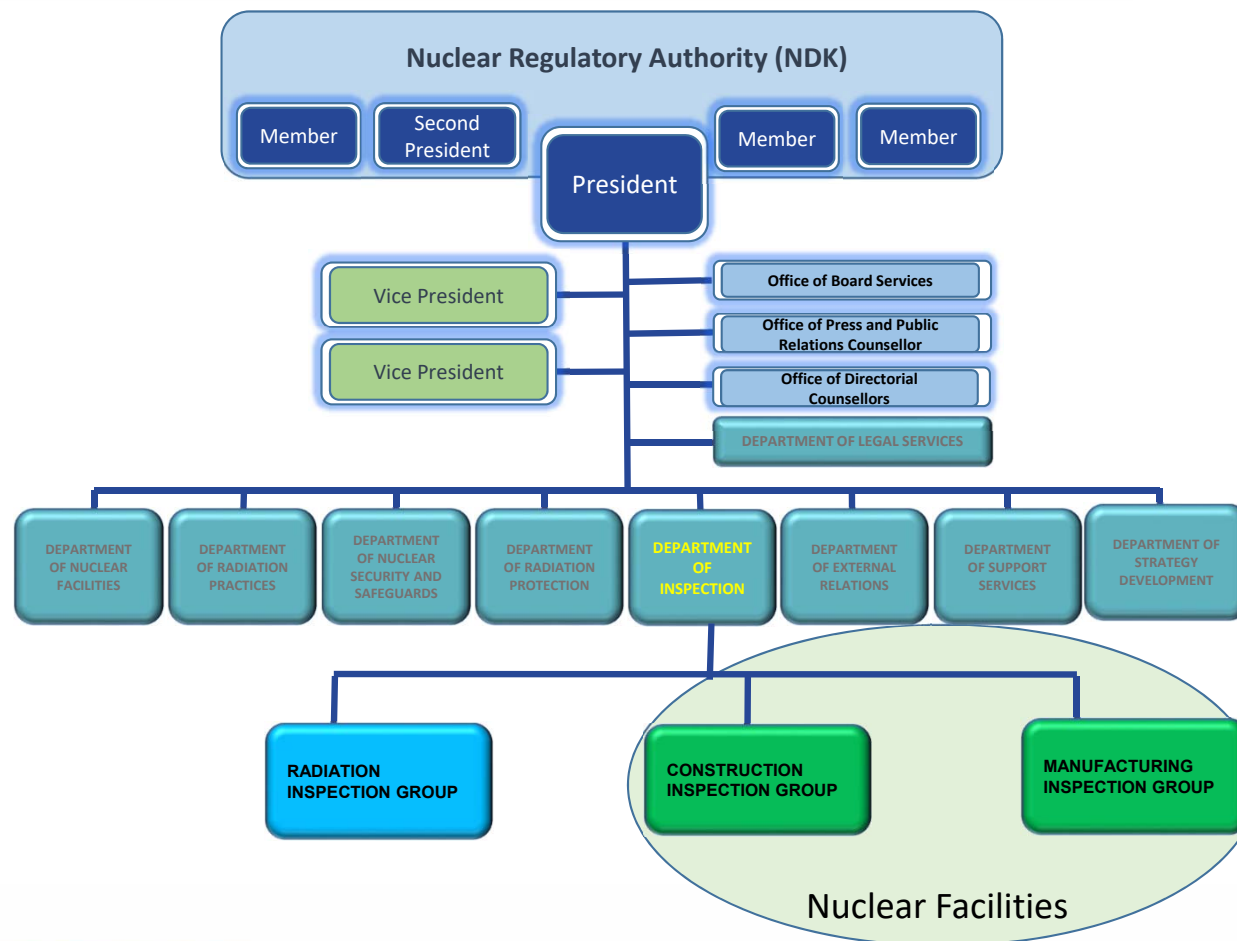 Nuclear Regulatory Authority (NDK)
Member
Second
President
President
Member
Member
Vice President
Vice President
Office of Board Services
Office of Press and Public
Relations Counsellor
Office of Directorial
Counsellors
DEPARTMENT OF LEGAL SERVICES
DEPARTMENT
OF NUCLEAR
FACILITIES
DEPARTMENT
OF RADIATION
PRACTICES
DEPARTMENT
OF NUCLEAR
SECURITY AND
SAFEGUARDS
DEPARTMENT
OF RADIATION
PROTECTION
DEPARTMENT
OF
INSPECTION
DEPARTMENT
OF EXTERNAL
RELATIONS
DEPARTMENT
OF SUPPORT
SERVICES
DEPARTMENT OF
STRATEGY
DEVELOPMENT
RADIATION
INSPECTION GROUP
CONSTRUCTION
INSPECTION GROUP
MANUFACTURING
INSPECTION GROUP
Nuclear Facilities